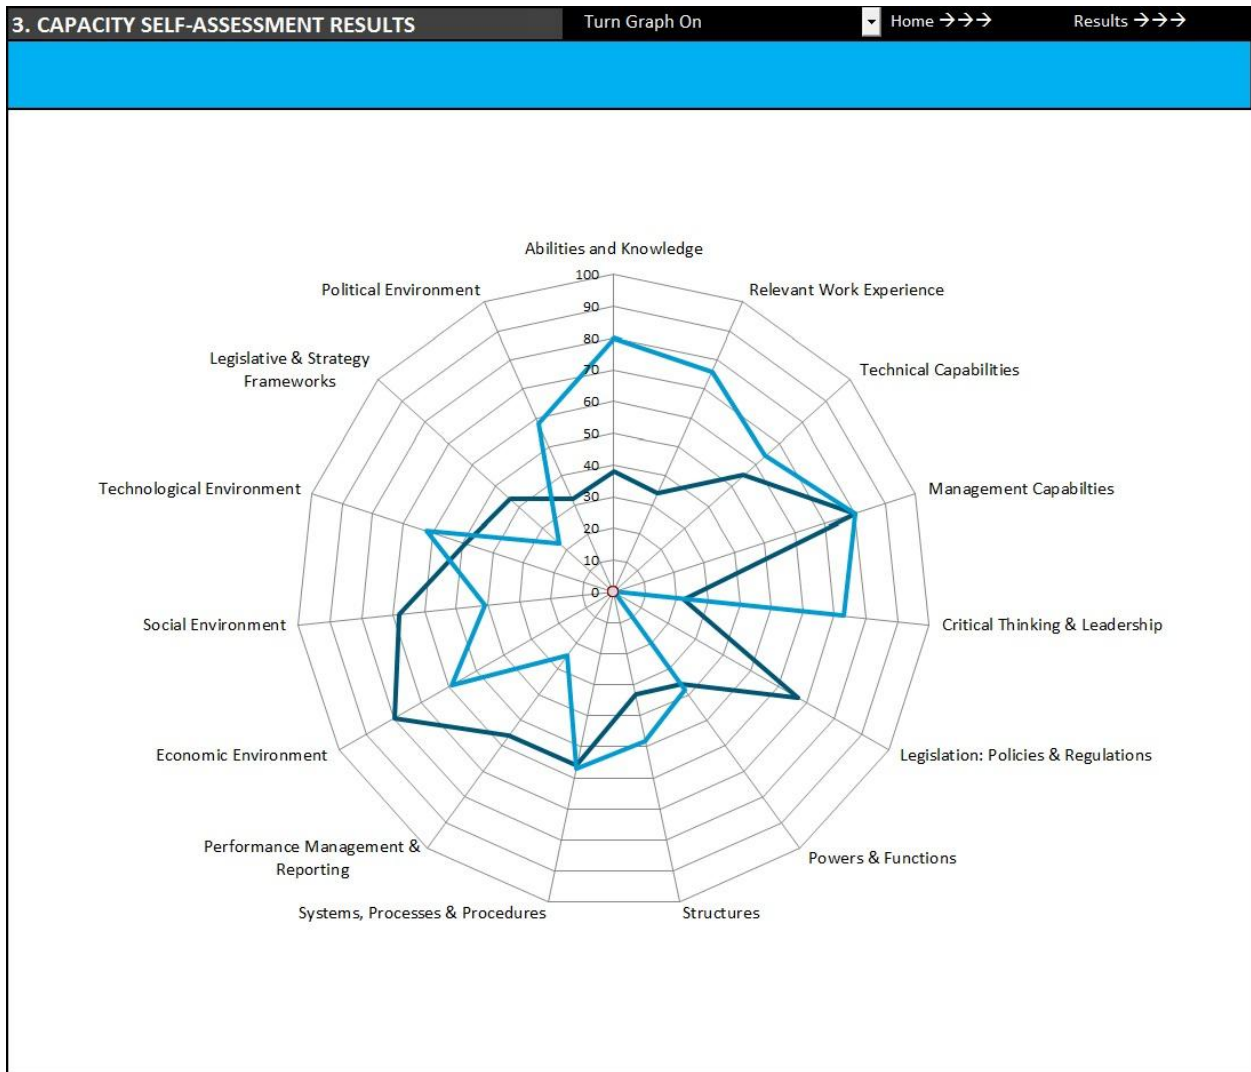 3. CAPACITY SELF-ASSESSMENT RESULTS
Turn Graph On
Home →→→
Results →→→
Abilities and Knowledge
Relevant Work Experience
Technical Capabilities
Management Capabilties
Critical Thinking & Leadership
Legislation: Policies & Regulations
Powers & Functions
Structures
Systems, Processes & Procedures
Performance Management &
Reporting
Economic Environment
Social Environment
Technological Environment
Legislative & Strategy
Frameworks
Political Environment
100
90
80
70
60
50
40
30
20
10
0